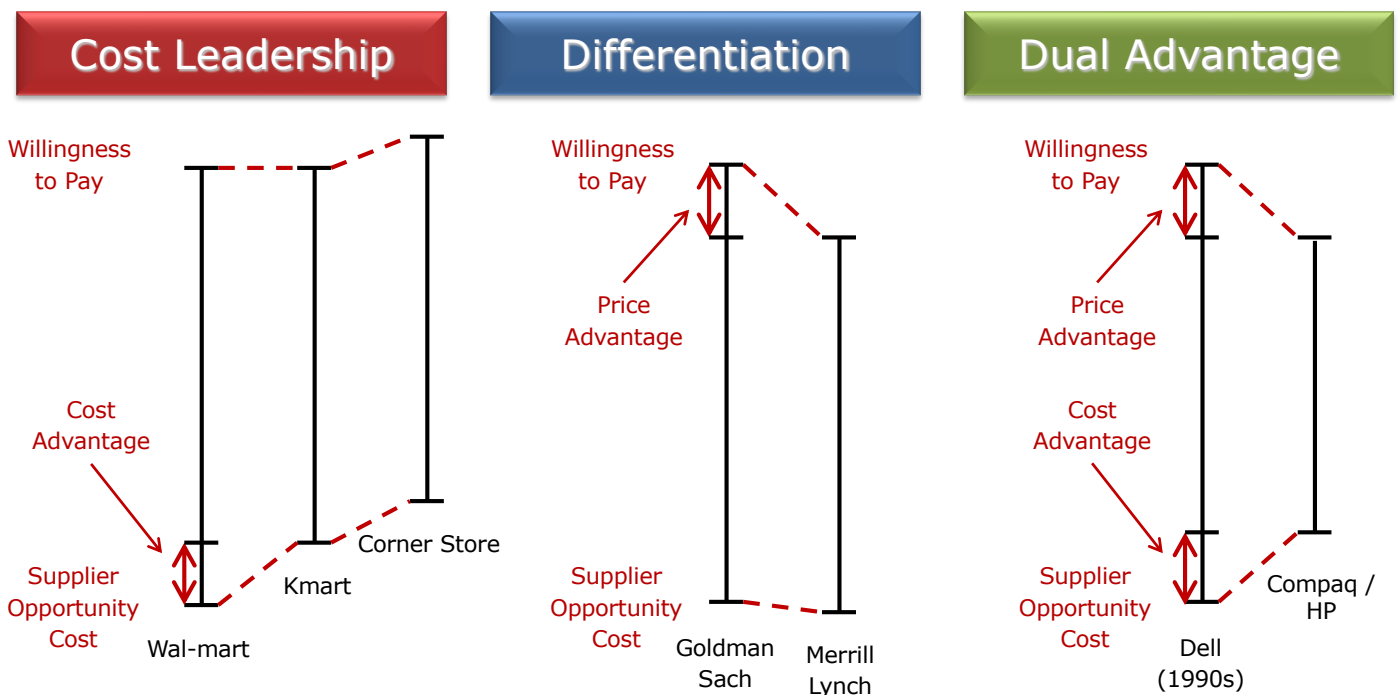 Cost Leadership
Willingness
to Pay
Cost
Advantage
Supplier
Opportunity
Cost
Wal-mart
Kmart
Corner Store
Differentiation
Willingness
to Pay
Price
Advantage
Supplier
Opportunity
Cost
Goldman
Sach
Merrill
Lynch
Dual Advantage
Willingness
to Pay
Price
Advantage
Cost
Advantage
Supplier
Opportunity
Cost
Dell
(1990s)
Compaq /
HP